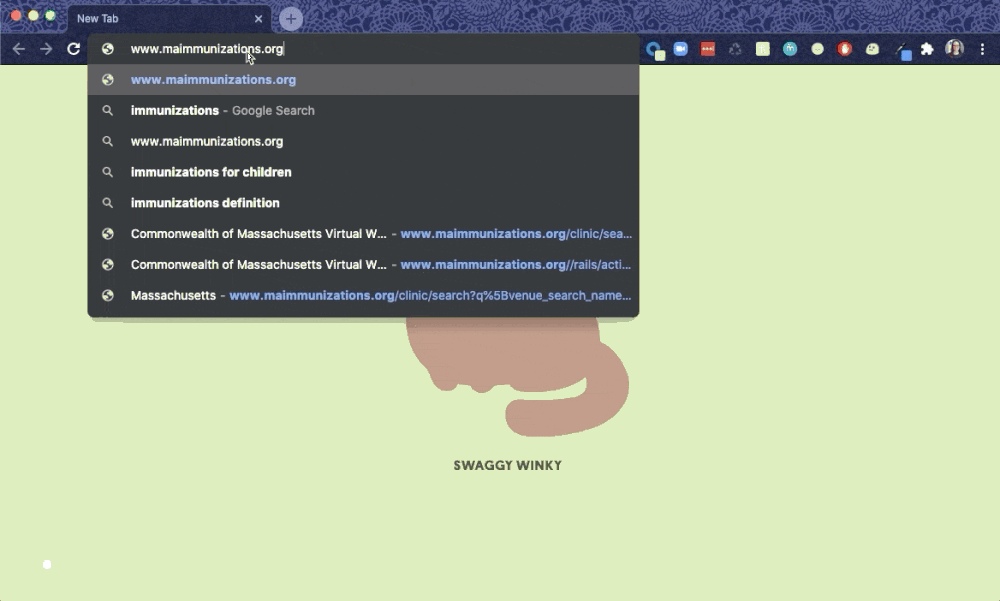 New Tab
www.maimmunizations.org
www.maimmunizations.org
immunizations - Google Search
www.maimmunizations.org
immunizations for children
immunizations definition
Commonwealth of Massachusetts Virtual W... - www.maimmunizations.org/clinic/sea...
Commonwealth of Massachusetts Virtual W... - www.maimmunizations.org//rails/acti...
Massachusetts - www.maimmunizations.org/clinic/search?q%5Bvenue_search_name...
SWAGGY WINKY